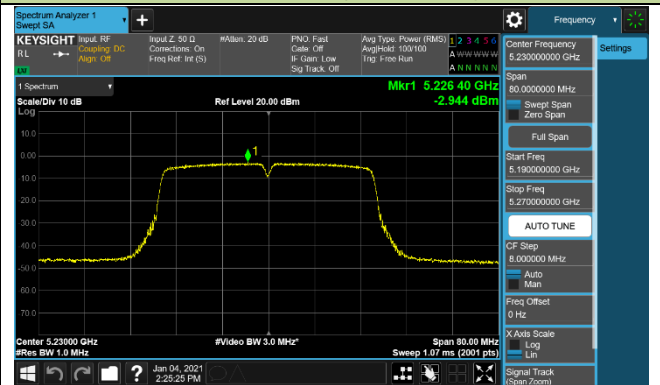 Spectrum Analyzer 1
Swept SA
+
Frequency
KEYSIGHT
RL
Input: RF
Coupling: DC
Align: Off
Input Z: 50 Ω
Corrections: On
Freq Ref: Int (S)
#Atten: 20 dB
PNO: Fast
Gate: Off
IF Gain: Low
Sig Track: Off
Avg Type: Power (RMS)
Avg|Hold: 100/100
Trig: Free Run
1 2 3 4 5 6
A W W W W W
A N N N N N
LW
1 Spectrum
Scale/Div 10 dB
Log
Ref Level 20.00 dBm
Mkr1 5.226 40 GHz
-2.944 dBm
10.0
0.00
-10.0
-20.0
-30.0
-40.0
-50.0
-60.0
-70.0
1
Center 5.23000 GHz
#Res BW 1.0 MHz
#Video BW 3.0 MHz*
Span 80.00 MHz
Sweep 1.07 ms (2001 pts)
Center Frequency
5.230000000 GHz
Settings
Span
80.0000000 MHz
Swept Span
Zero Span
Full Span
Start Freq
5.190000000 GHz
Stop Freq
5.270000000 GHz
AUTO TUNE
CF Step
8.000000 MHz
Auto
Man
Freq Offset
0 Hz
X Axis Scale
Log
Lin
Signal Track
(Span Zoom)
?
Jan 04, 2021
2:25:25 PM